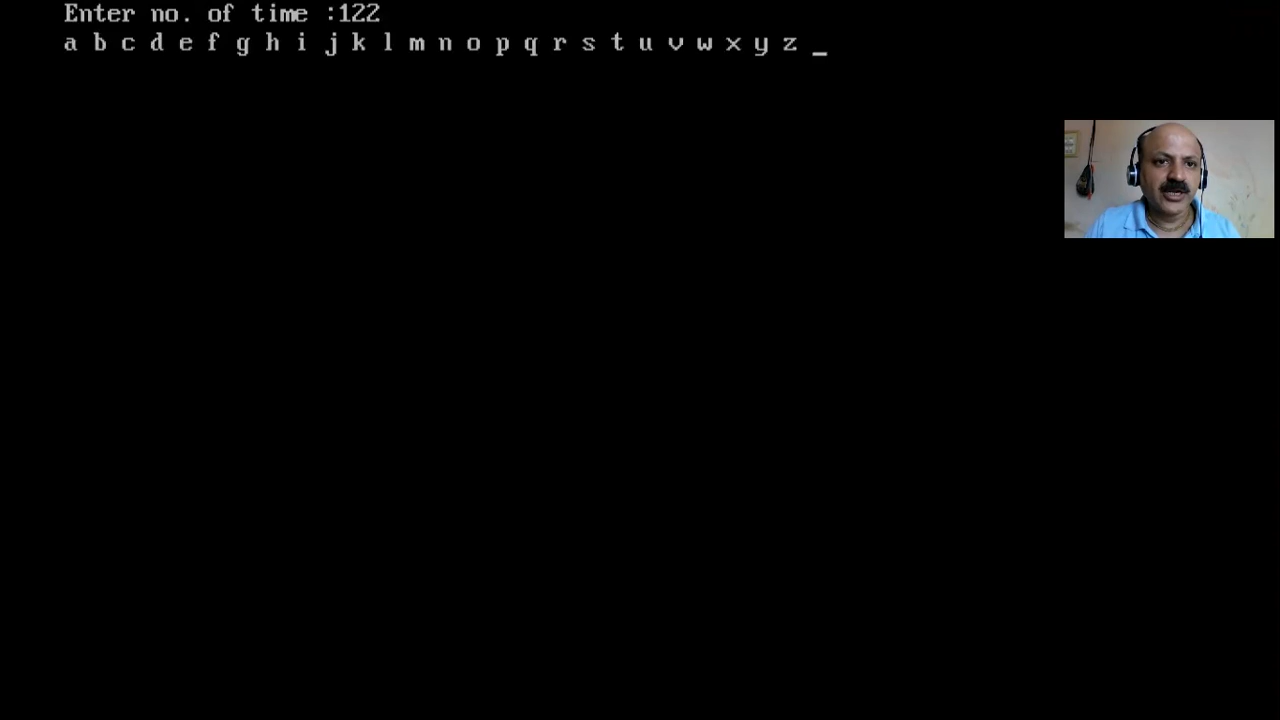 Enter no. of time :122
a b c d e f g h i j k l m n o p q r s t u v w x y z _